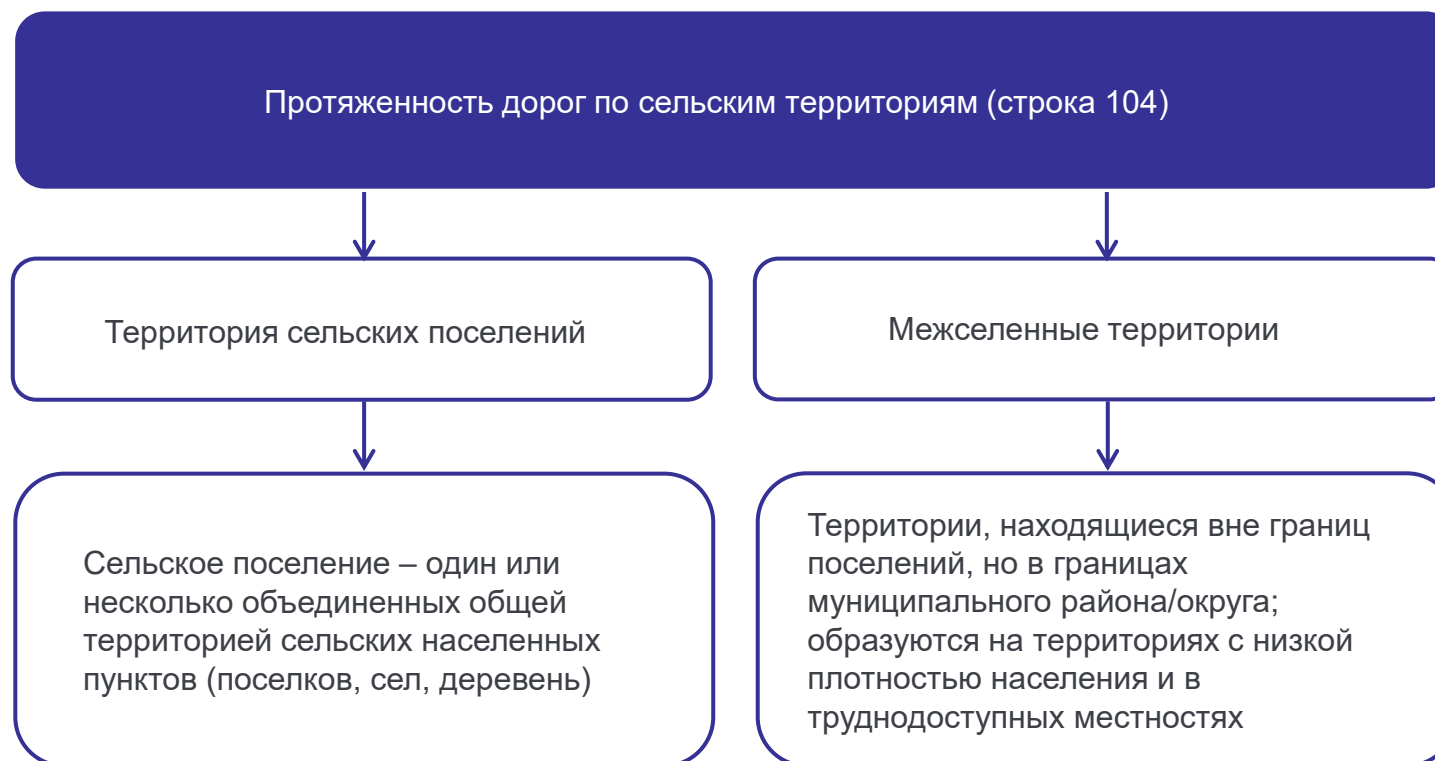 Протяженность дорог по сельским территориям (строка 104)
Территория сельских поселений
Межселенные территории
Сельское поселение – один или
несколько объединенных общей
территорией сельских населенных
пунктов (поселков, сел, деревень)
Территории, находящиеся вне границ
поселений, но в границах
муниципального района/округа;
образуются на территориях с низкой
плотностью населения и в
труднодоступных местностях